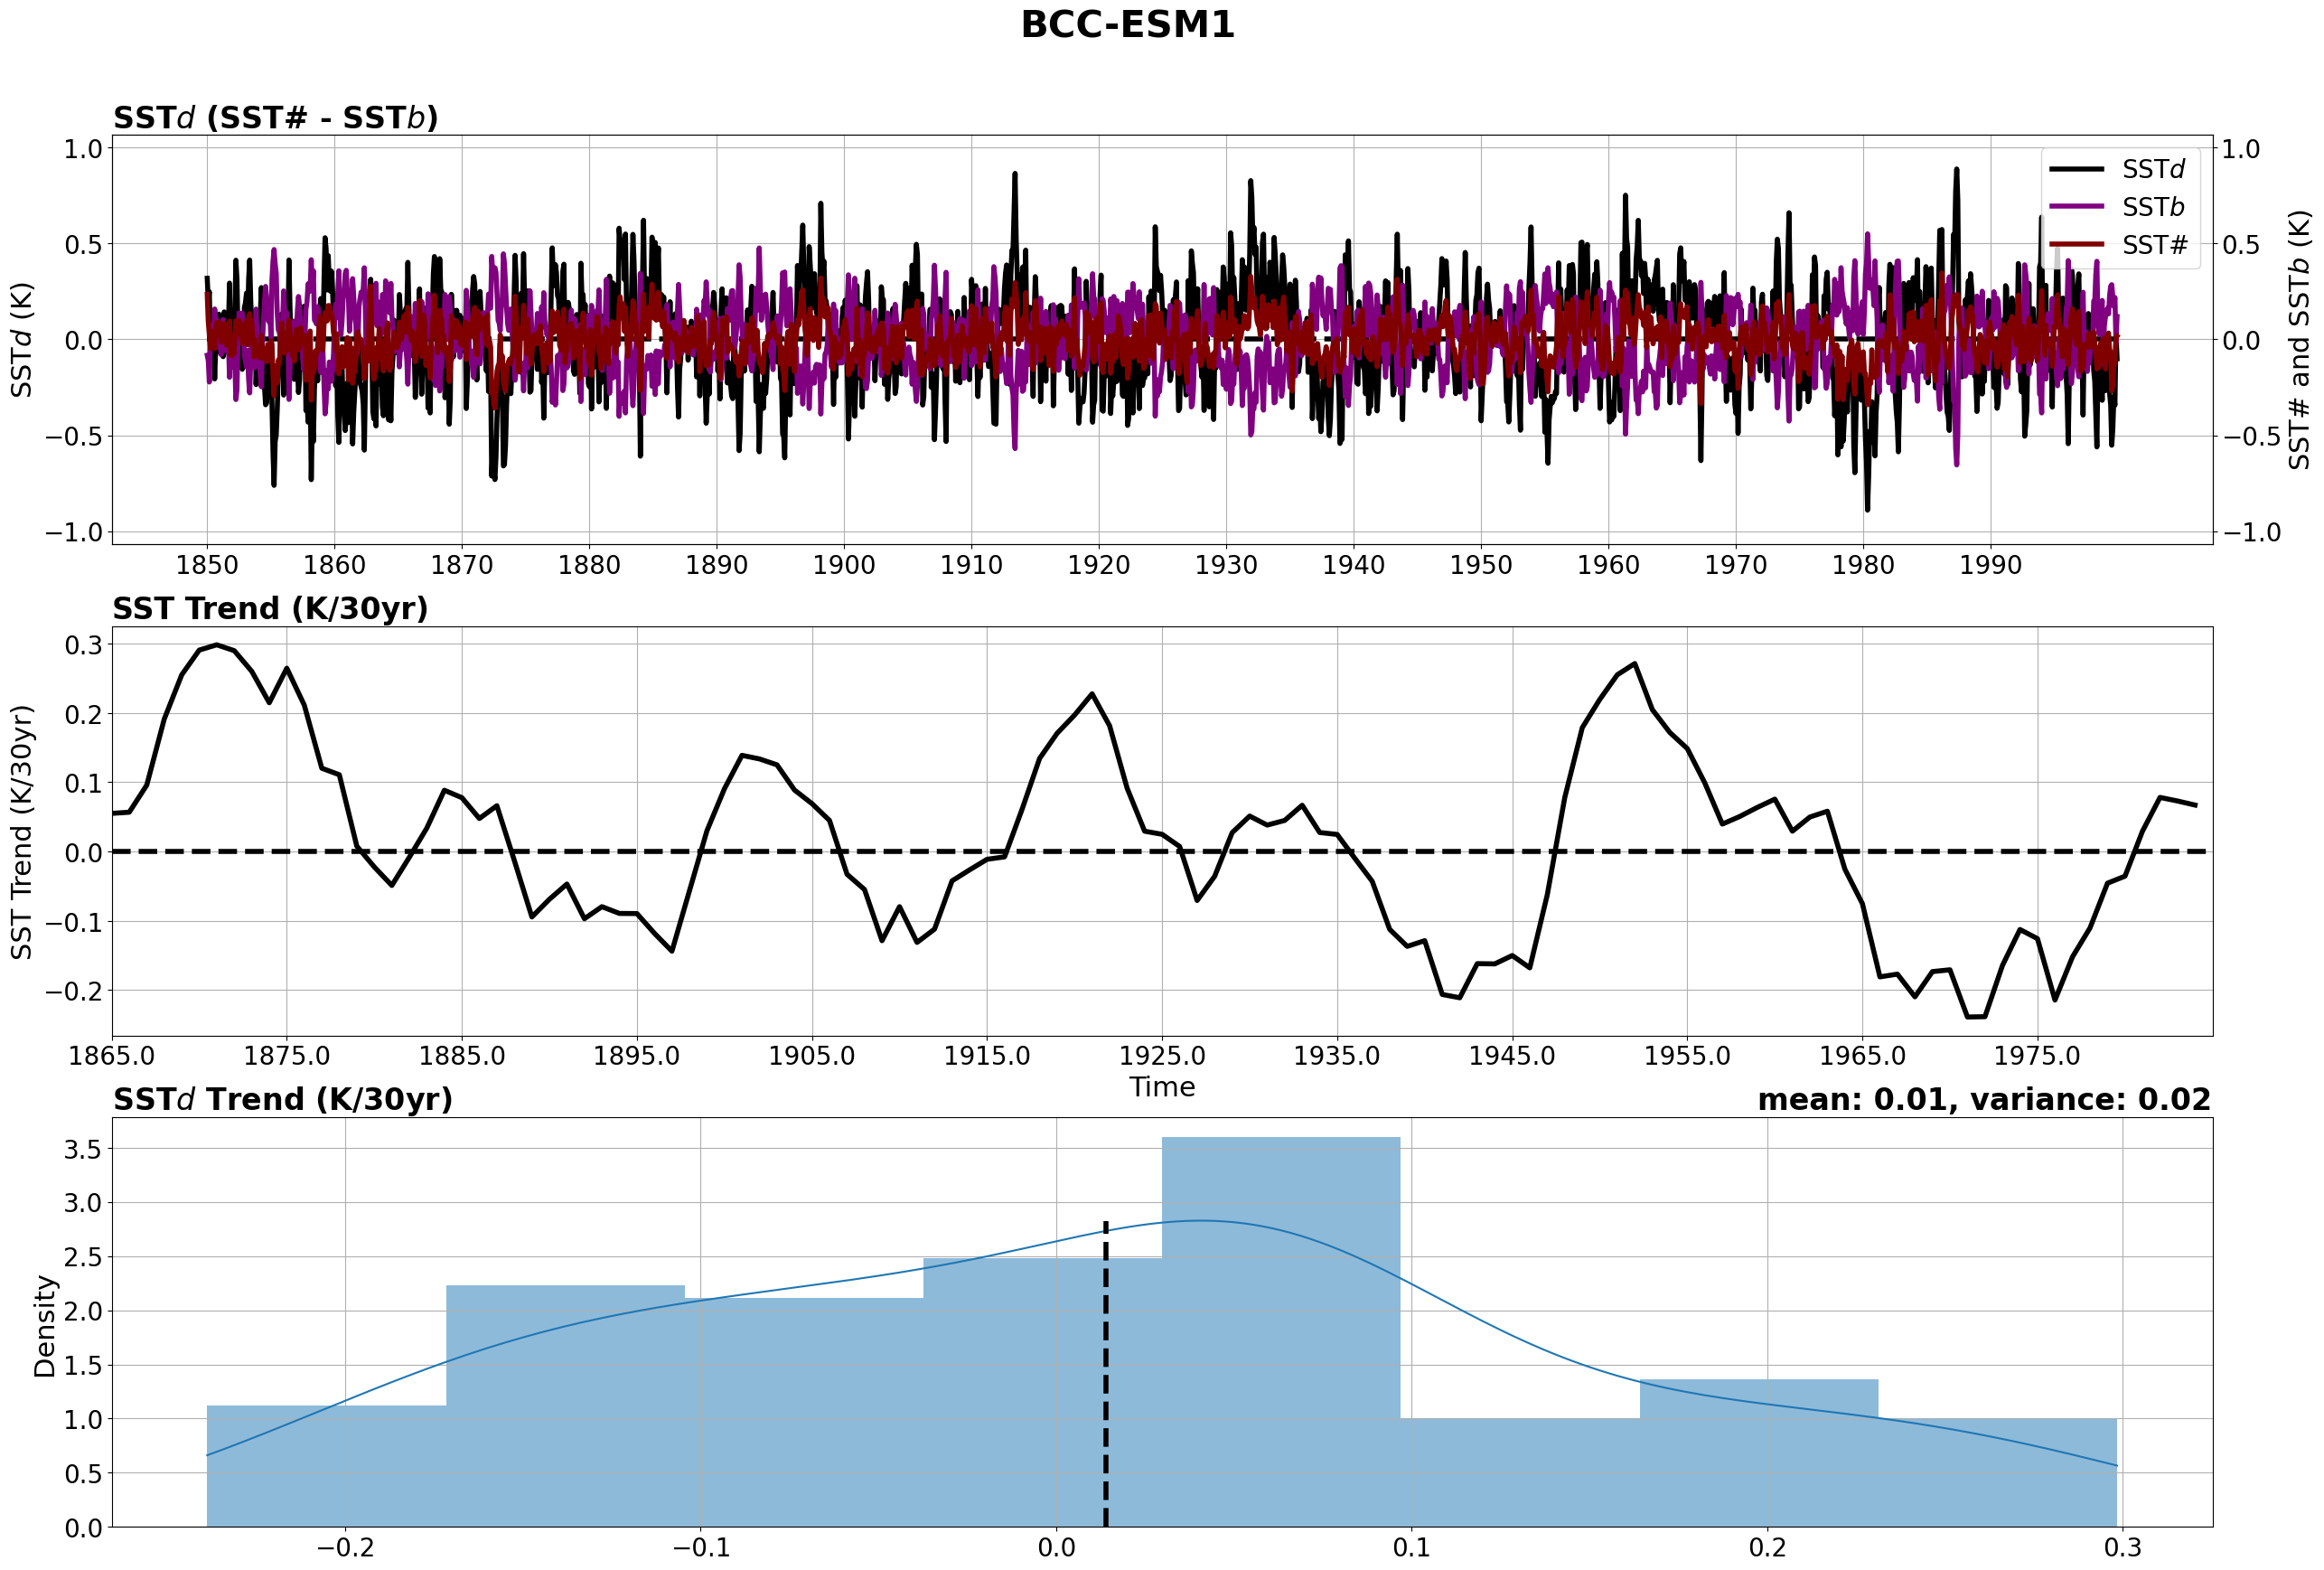 BCC-ESM1
SSTd (SST# - SSTb)
SSTd (K)
1.0
0.5
0.0
−0.5
−1.0
1.0
0.5
0.0
−0.5
−1.0
SST# and SSTb (K)
SSTd
SSTb
SST#
1850 1860 1870 1880 1890 1900 1910 1920 1930 1940 1950 1960 1970 1980 1990
SST Trend (K/30yr)
SST Trend (K/30yr)
0.3
0.2
0.1
0.0
−0.1
−0.2
1865.0 1875.0 1885.0 1895.0 1905.0 1915.0 1925.0 1935.0 1945.0 1955.0 1965.0 1975.0
Time
SSTd Trend (K/30yr)
mean: 0.01, variance: 0.02
Density
3.5
3.0
2.5
2.0
1.5
1.0
0.5
0.0
−0.2 −0.1 0.0 0.1 0.2 0.3